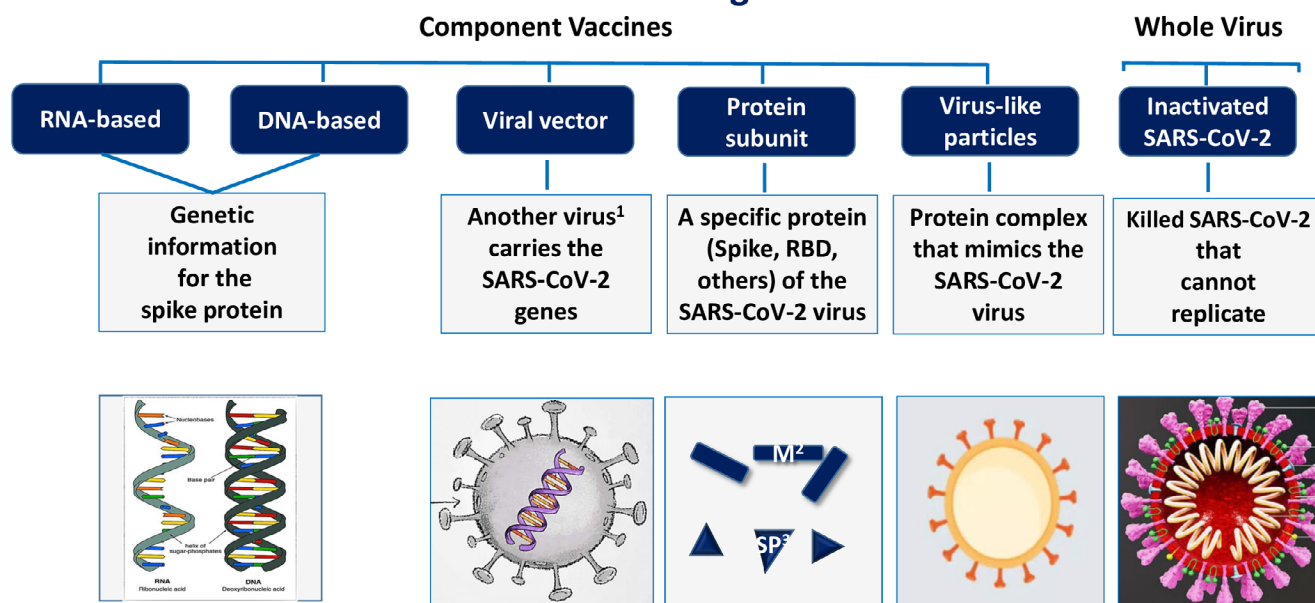 Component Vaccines
Whole Virus
RNA-based
DNA-based
Viral vector
Protein
subunit
Virus-like
particles
Inactivated
SARS-CoV-2
Genetic
information
for the
spike protein
Another virus¹
carries the
SARS-CoV-2
genes
A specific protein
(Spike, RBD,
others) of the
SARS-CoV-2 virus
Protein complex
that mimics the
SARS-CoV-2
virus
Killed SARS-CoV-2
that
cannot
replicate
Nucleobases
Base pair
helix of
sugar-phosphates
RNA
Ribonucleic acid
DNA
Deoxyribonucleic acid
M²
SP³